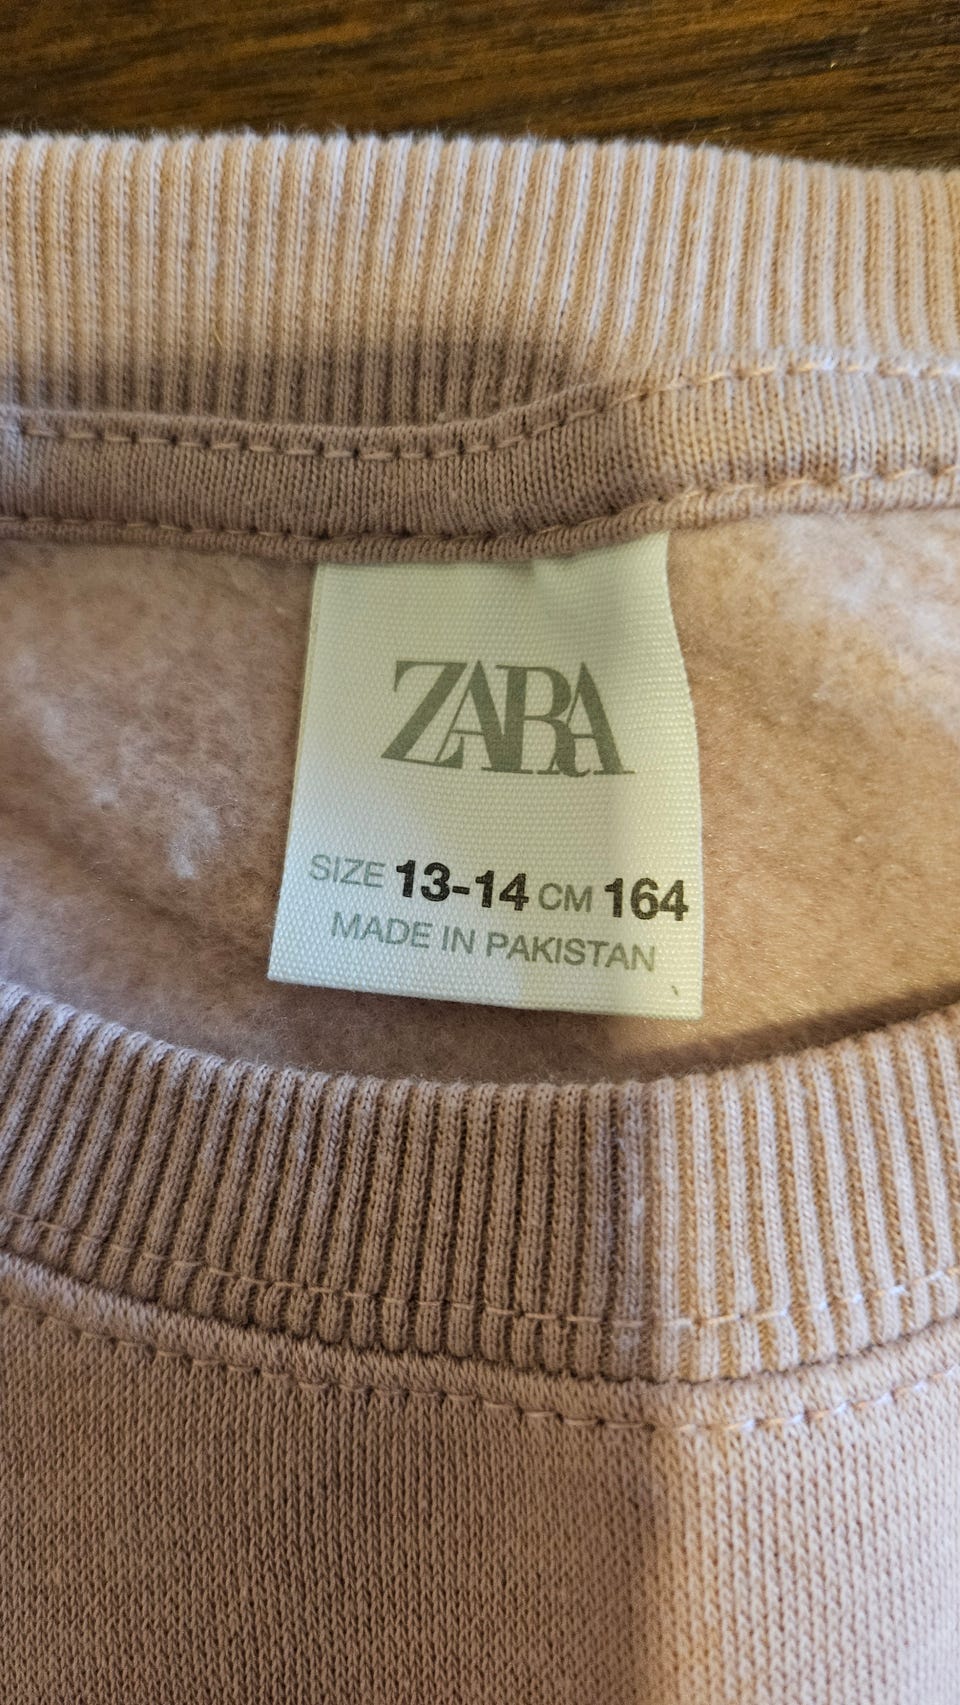 ZARA
SIZE 13-14 CM 164
MADE IN PAKISTAN